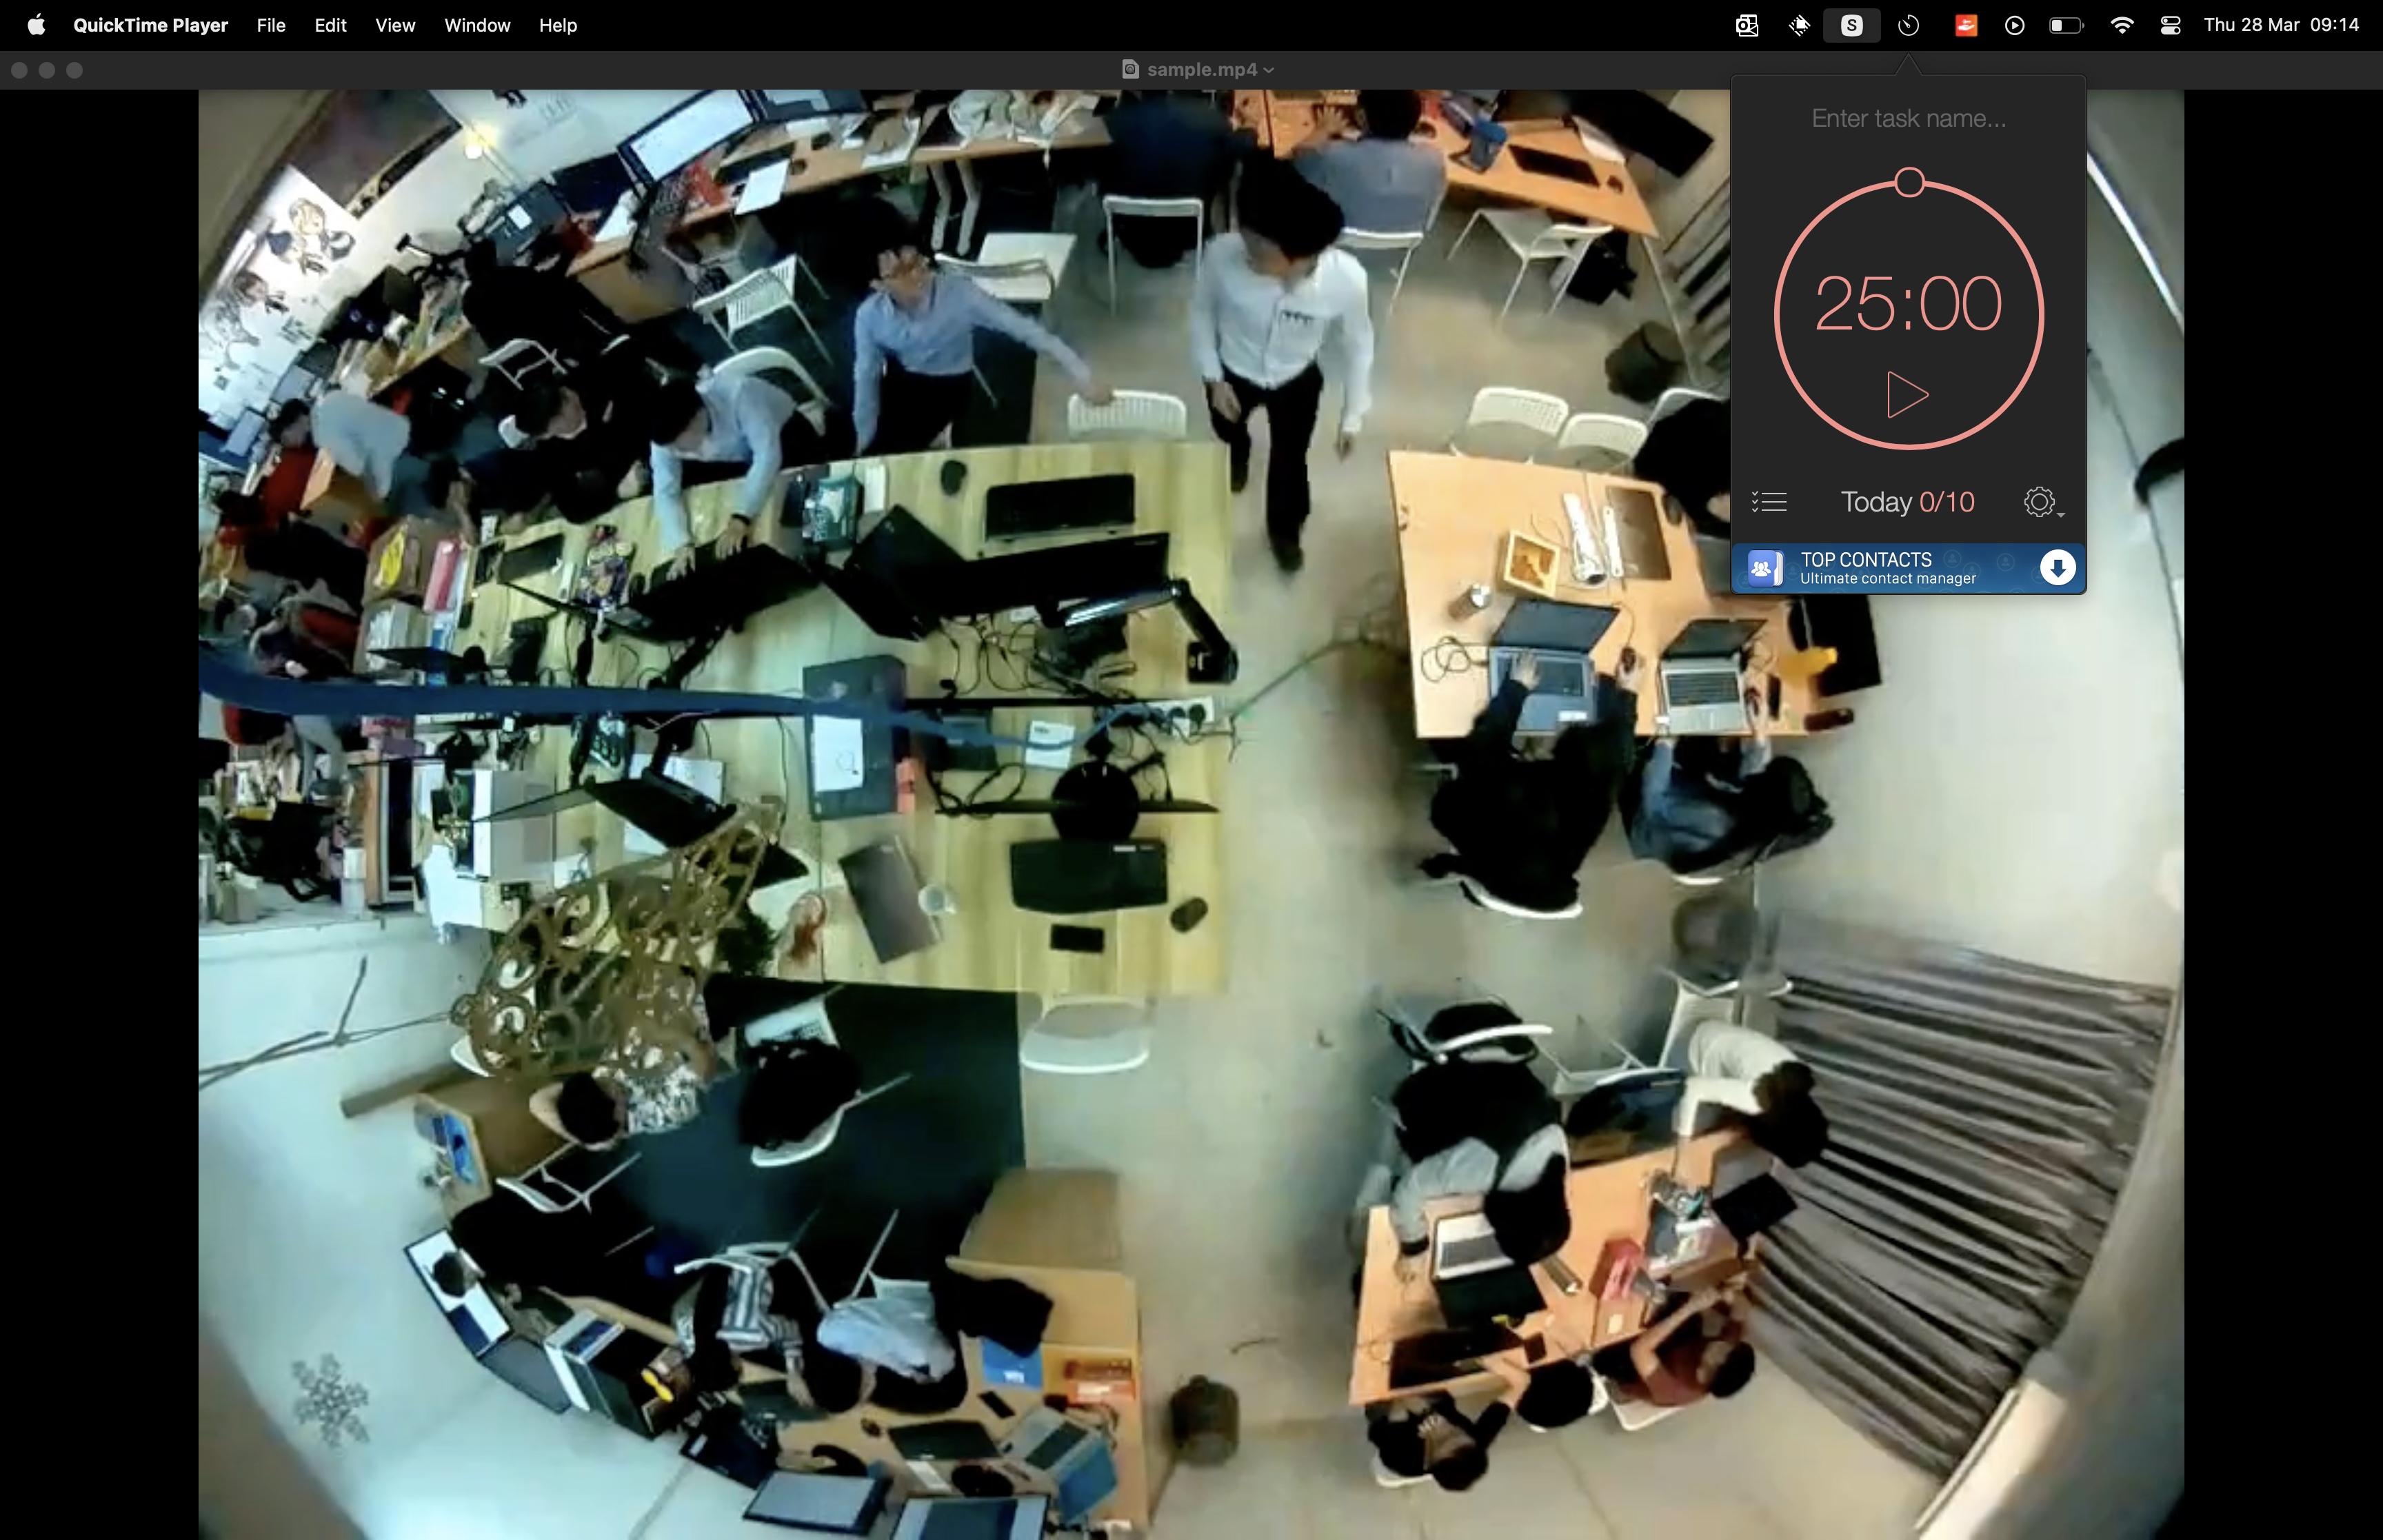 QuickTime Player File Edit View Window Help S Thu 28 Mar 09:14
sample.mp4
Enter task name...
25:00
Today 0/10
TOP CONTACTS
Ultimate contact manager